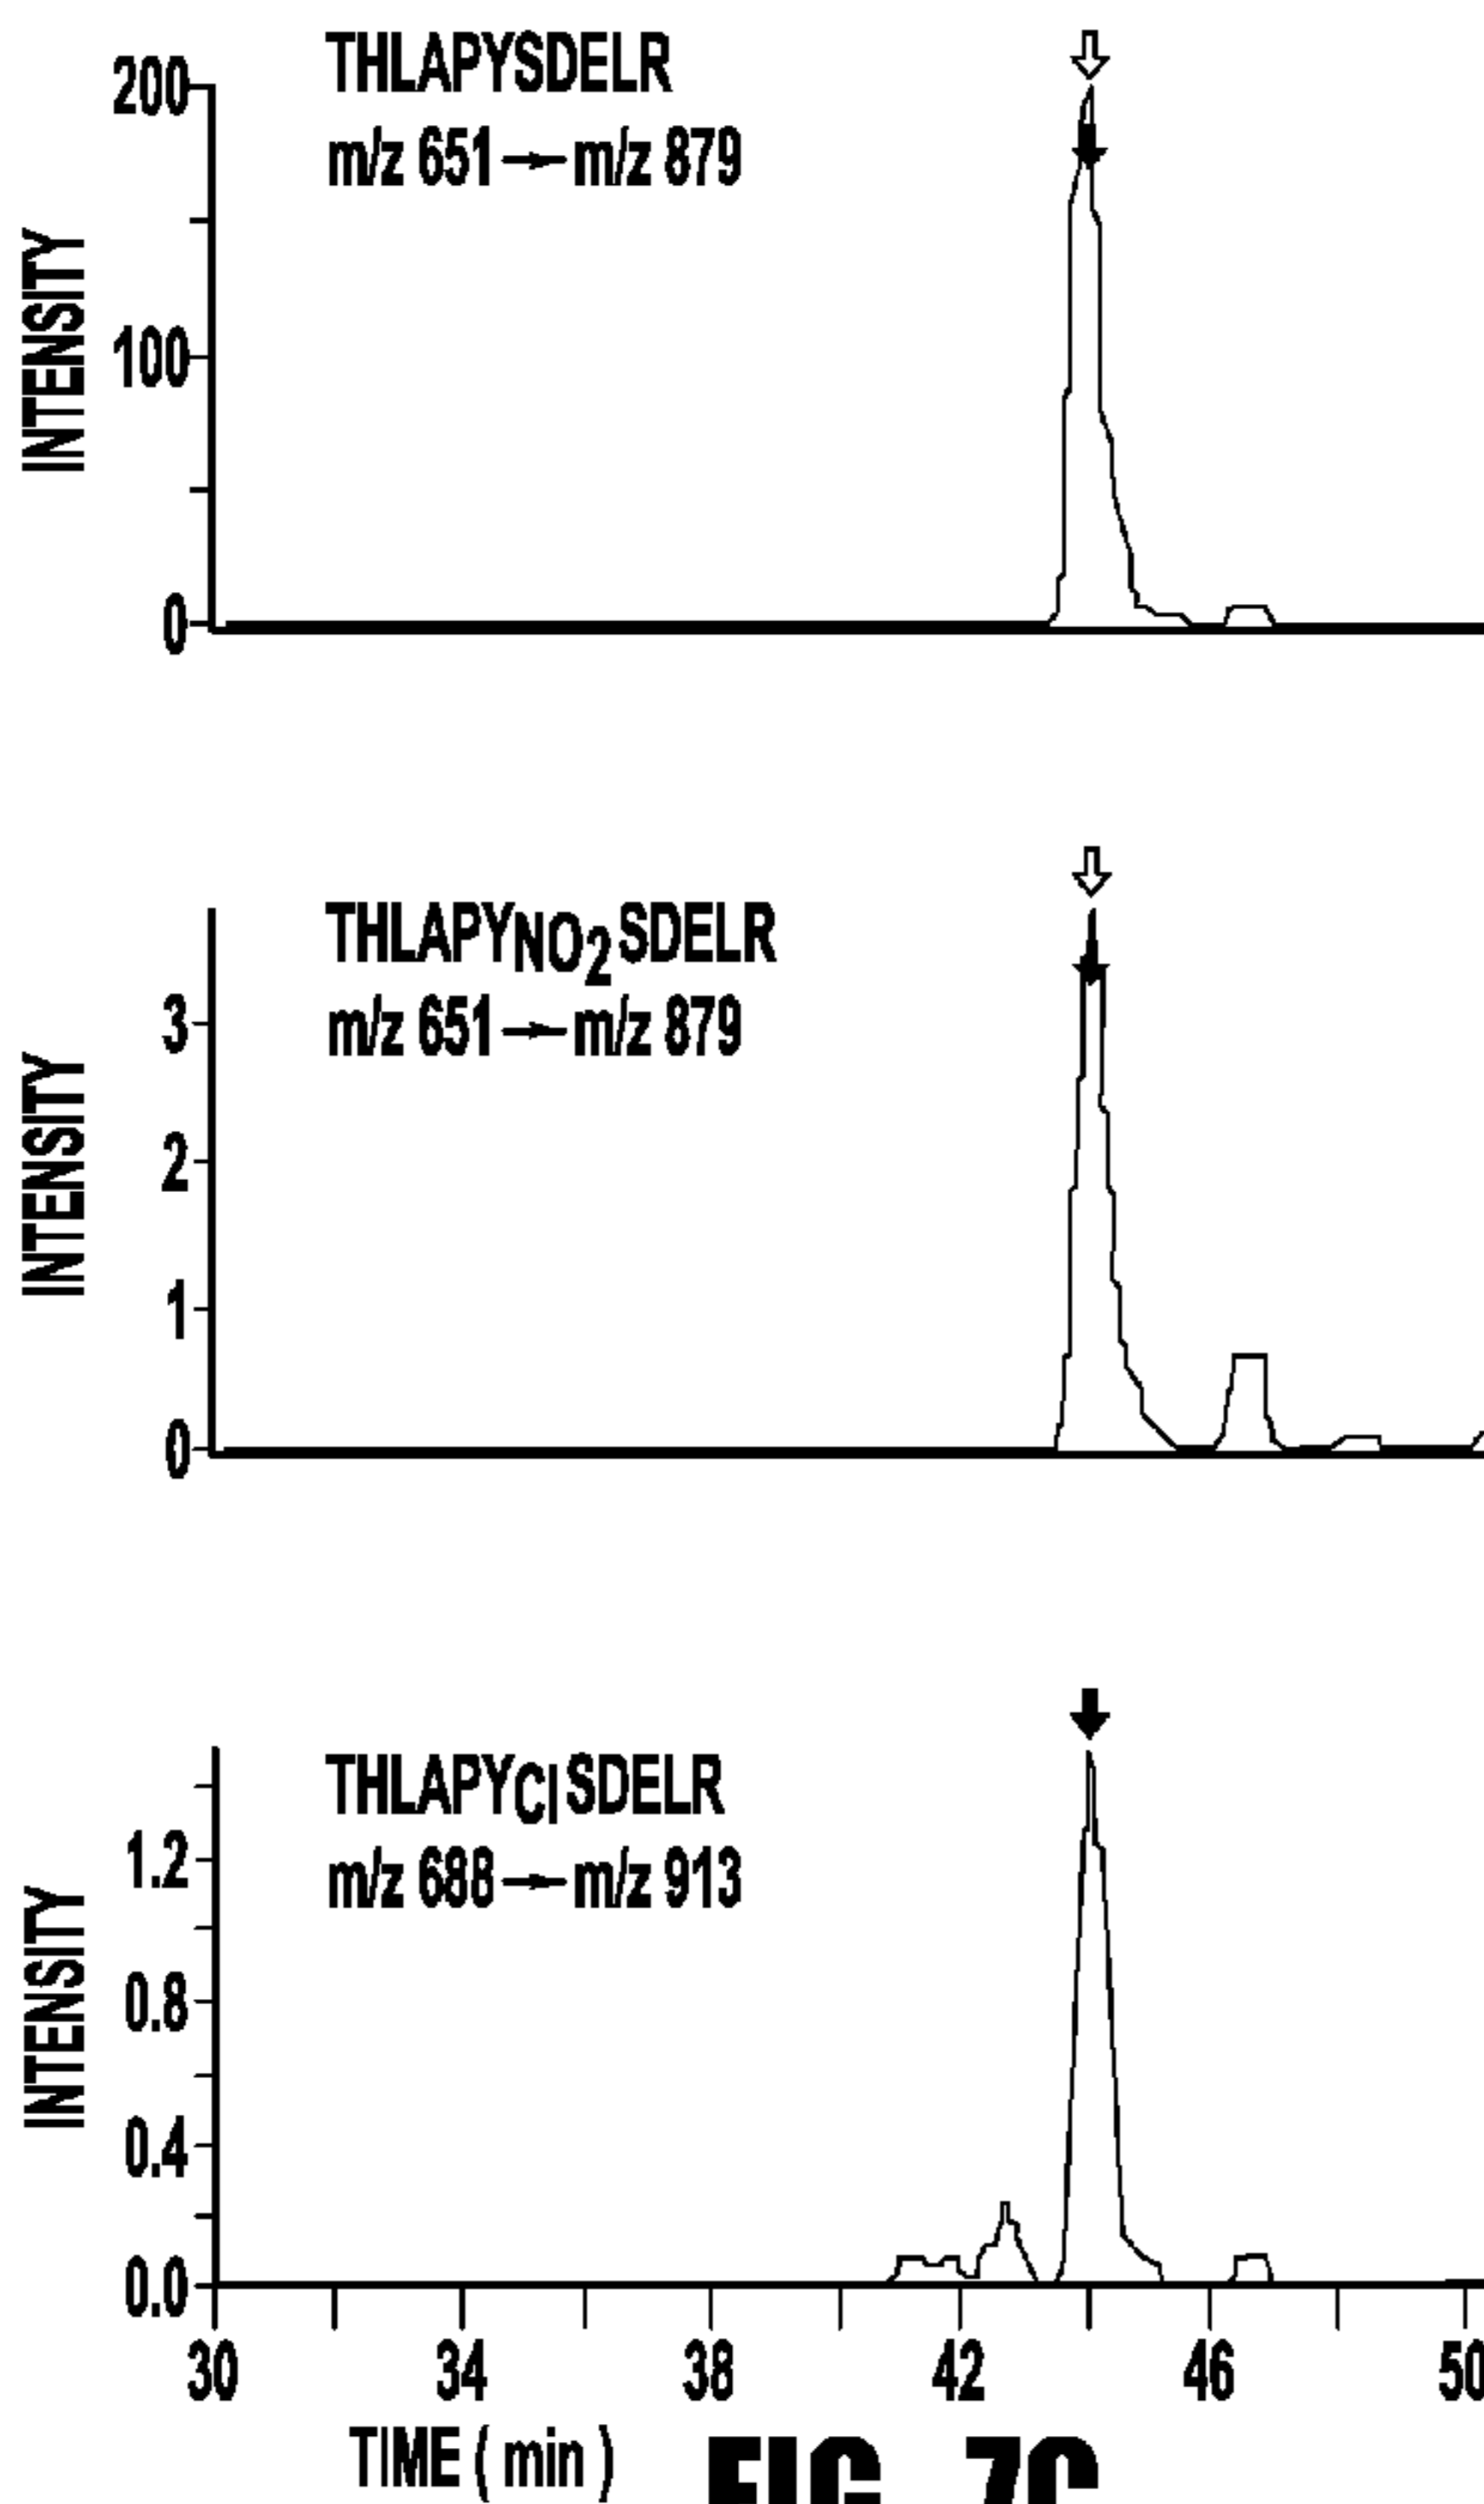 THLAPYSDELR
m/z 651 → m/z 879
INTENSITY
200
100
0
THLAPYNO2SDELR
m/z 651 → m/z 879
INTENSITY
3
2
1
0
THLAPYClSDELR
m/z 688 → m/z 913
INTENSITY
1.2
0.8
0.4
0.0
30 34 38 42 46 50
TIME ( min )